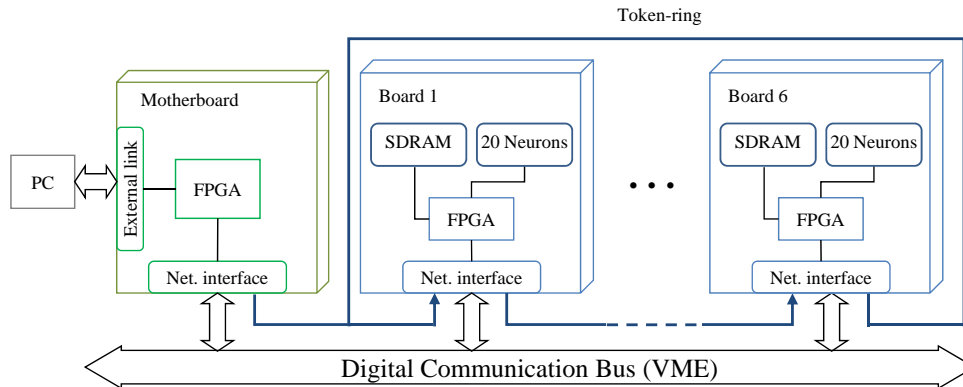 Token-ring
Motherboard
Board 1
Board 6
SDRAM
20 Neurons
SDRAM
20 Neurons
PC
External link
FPGA
FPGA
FPGA
Net. interface
Net. interface
Net. interface
Digital Communication Bus (VME)